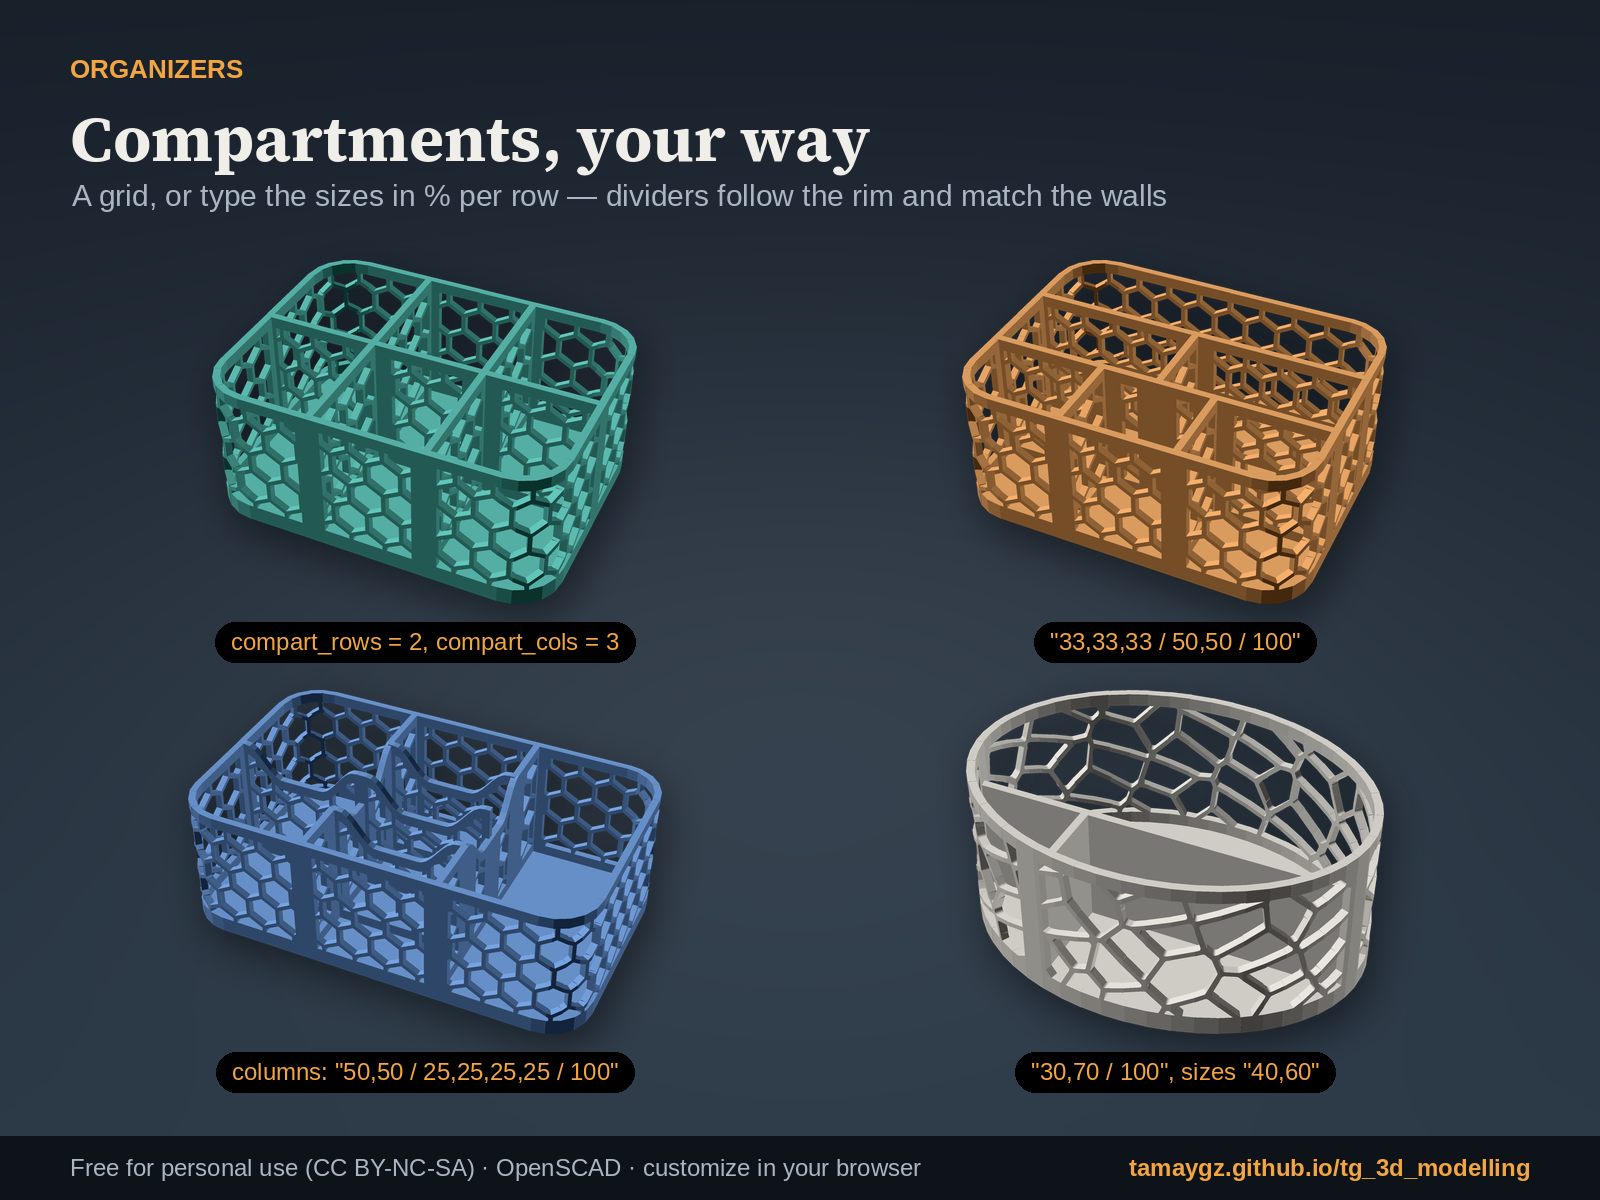 ORGANIZERS
Compartments, your way
A grid, or type the sizes in % per row — dividers follow the rim and match the walls
compart_rows = 2, compart_cols = 3
"33,33,33 / 50,50 / 100"
columns: "50,50 / 25,25,25,25 / 100"
"30,70 / 100", sizes "40,60"
Free for personal use (CC BY-NC-SA) · OpenSCAD · customize in your browser
tamaygz.github.io/tg_3d_modelling